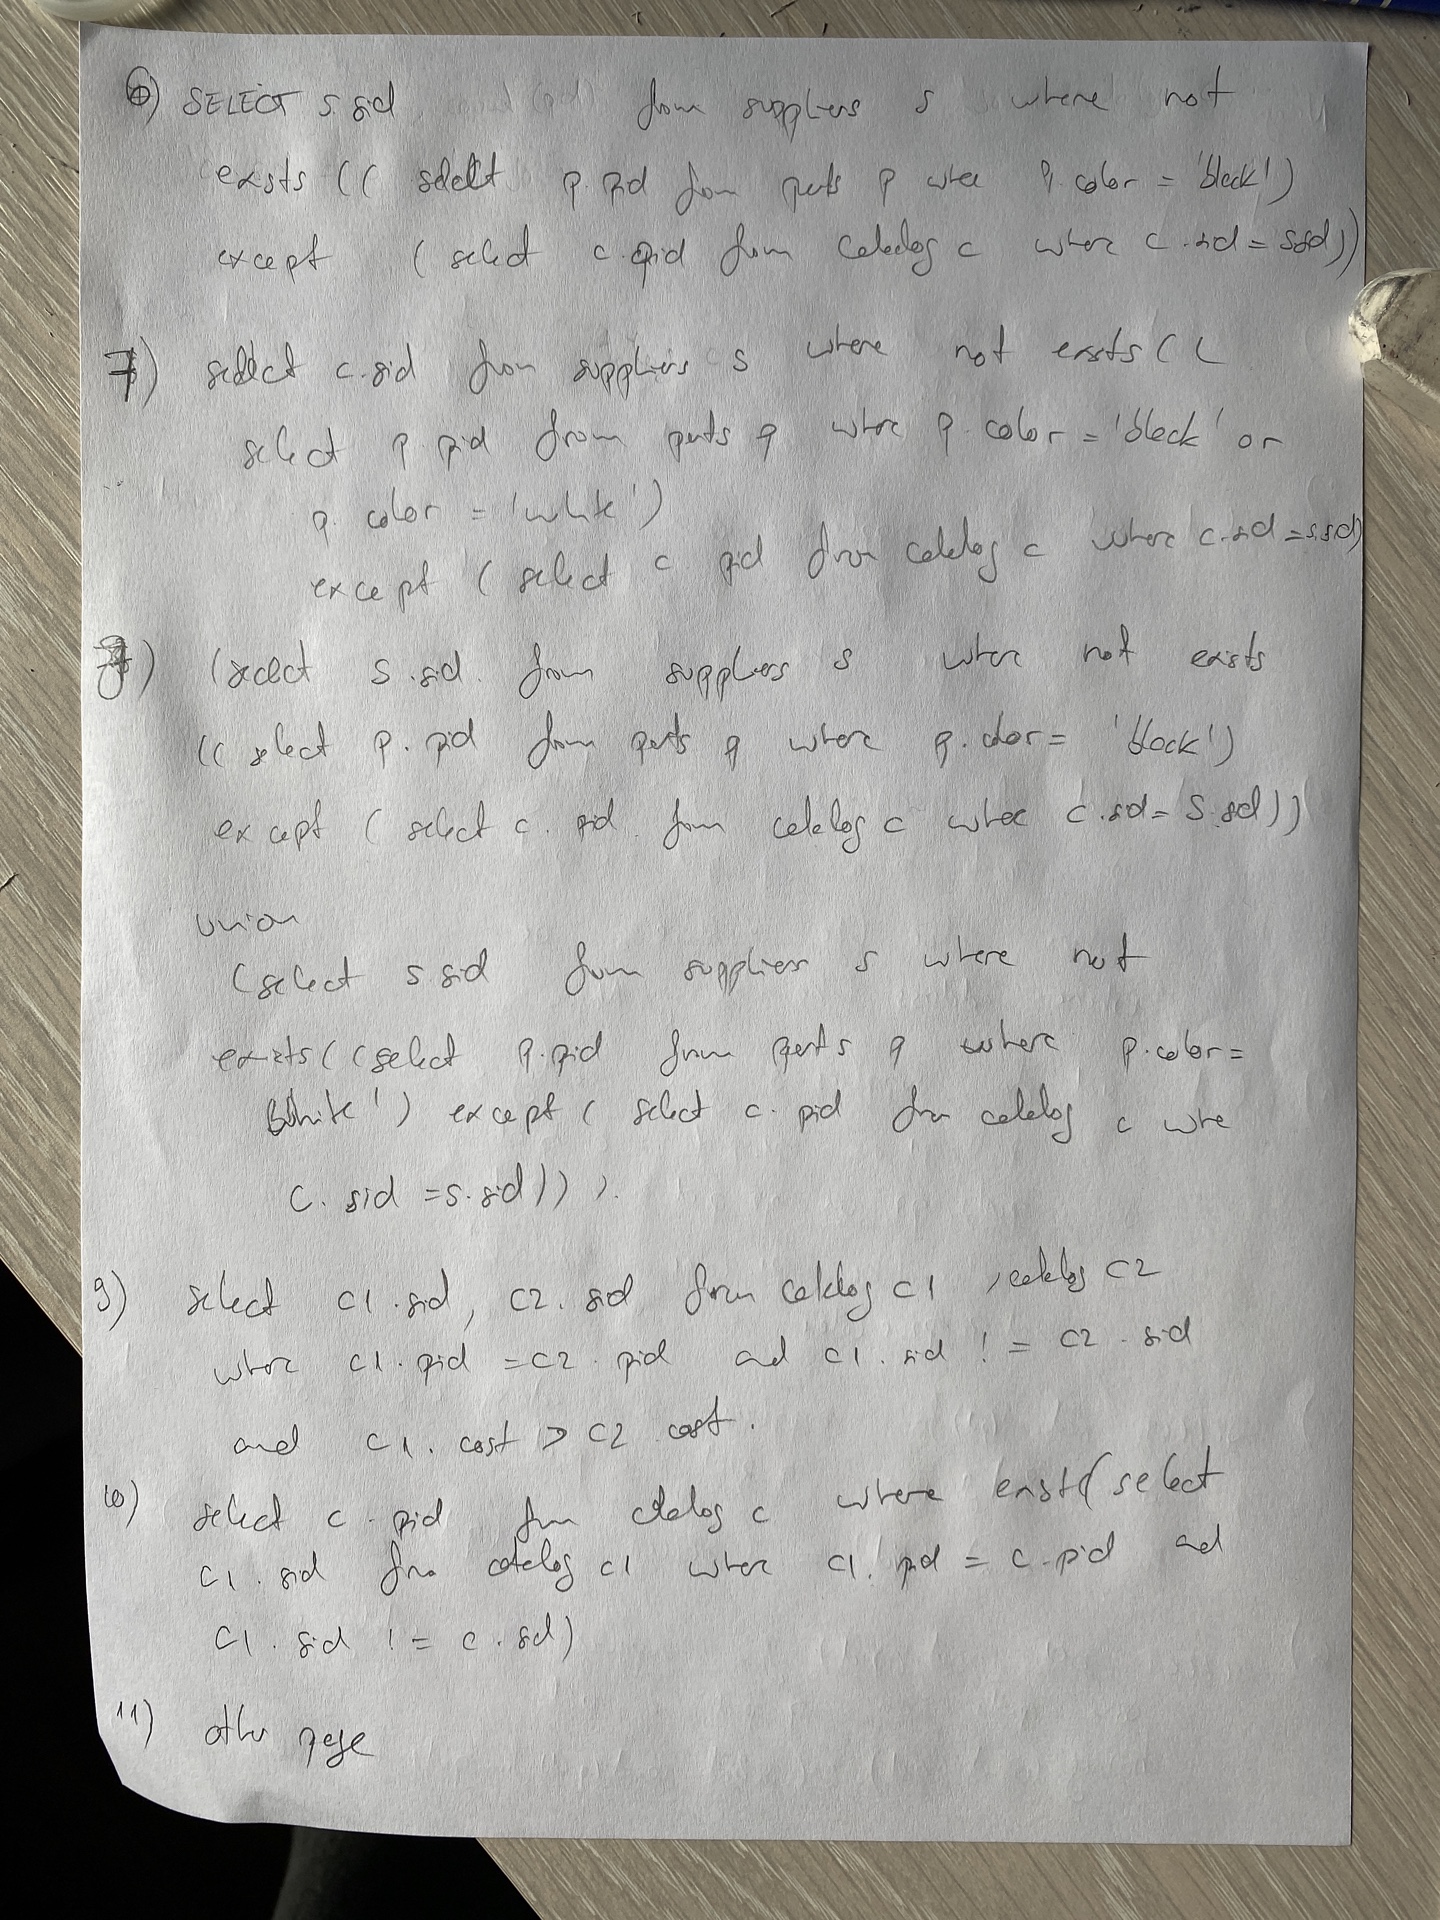 6) SELECT s.sid from suppliers s where not
exists (( select p.pid from parts p where p.color = 'black')
except ( select c.pid from catalog c where c.sid = s.sid))
7) select c.sid from suppliers s where not exists ( (
select p.pid from parts p where p.color = 'black' or
p.color = 'white')
except ( select c.pid from catalog c where c.sid = s.sid)
8) (select s.sid from suppliers s where not exists
(( select p.pid from parts p where p.color = 'black')
except ( select c.pid from catalog c where c.sid = s.sid))
union
(select s.sid from suppliers s where not
exists((select p.pid from parts p where p.color =
white') except ( select c.pid from catalog c where
c.sid = s.sid))).
9) select c1.sid, c2.sid from catalog c1 , catalog c2
where c1.pid = c2.pid and c1.sid != c2.sid
and c1.cost > c2.cost.
10) select c.pid from catalog c where exist (select
c1.sid from catalog c1 where c1.pid = c.pid and
c1.sid != c.sid)
11) other page